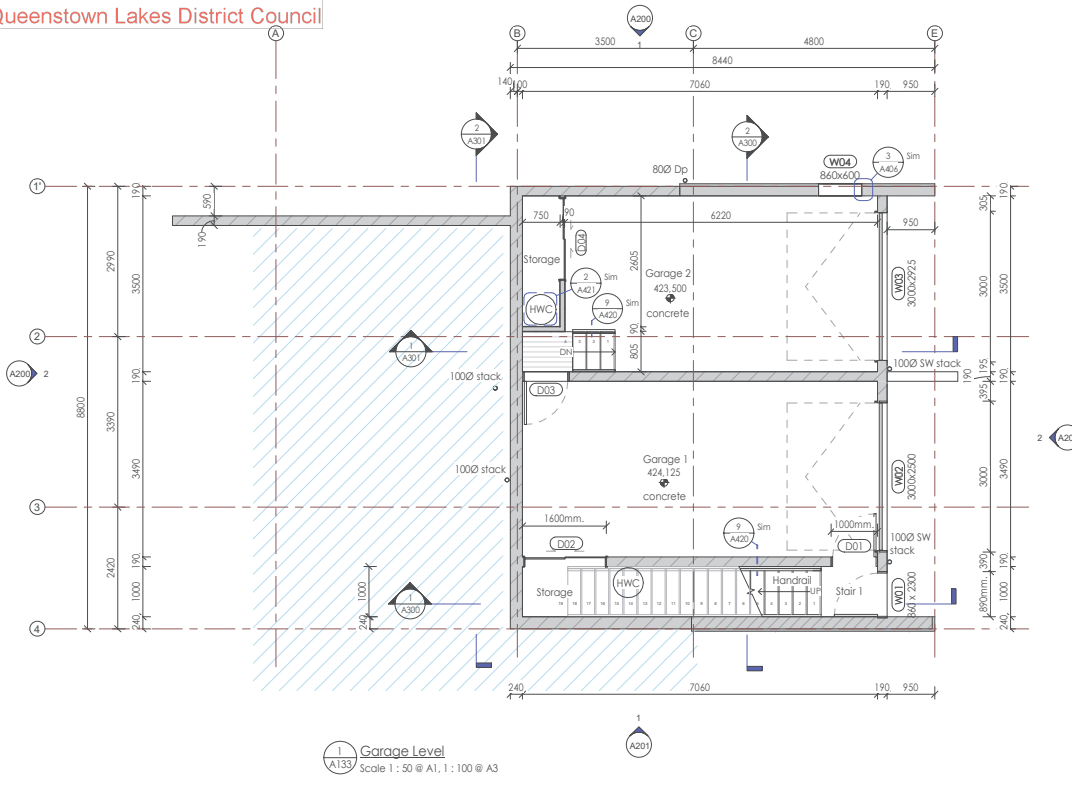 Queenstown Lakes District Council
A
B
C
E
A200
1
3500
4800
8440
140
100
7060
190
950
2
A301
2
A300
3
A406
Sim
W04
860x600
80Ø Dp
1'
190
590
190
2990
3500
750
90
6220
950
D04
Storage
2605
Garage 2
423,500
concrete
2
A421
Sim
9
A420
Sim
HWC
W03
3000x2925
190
305
3000
3500
2
1
A301
DN
90
805
100Ø SW stack
195
190
190
395
A200
2
100Ø stack
D03
8800
190
3390
3490
Garage 1
424,125
concrete
W02
3000x2500
3000
3490
2
100Ø stack
3
1600mm.
D02
9
A420
Sim
1000mm.
D01
100Ø SW
stack
2420
190
1000
240
1000
240
1
A300
Storage
HWC
Handrail
UP
Stair 1
W01
860 x 2300
390
890mm.
190
1000
240
4
240
7060
190
950
1
A201
1
A133
Garage Level
Scale 1 : 50 @ A1, 1 : 100 @ A3